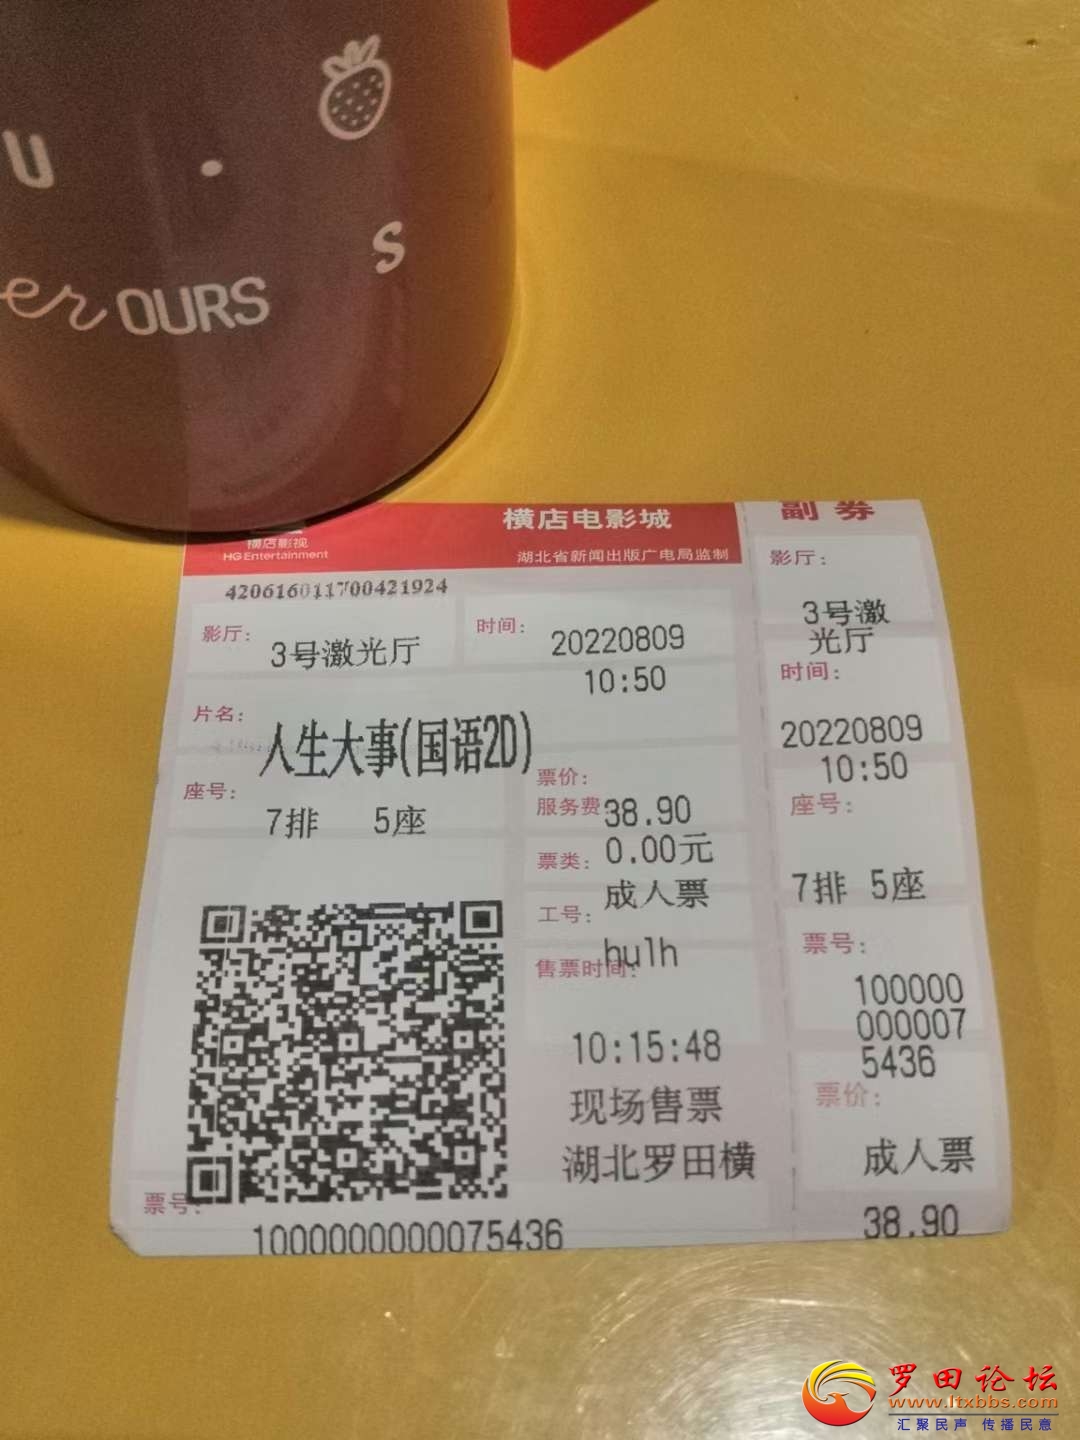 U
er OURS
S
横店影视
HG Entertainment
横店电影城
湖北省新闻出版广电局监制
420616011700421924
影厅: 3号激光厅
时间: 20220809
10:50
片名: 人生大事(国语2D)
座号: 7排 5座
票价:
服务费: 38.90
票类: 0.00元
成人票
工号:
hulh
售票时间:
10:15:48
现场售票
湖北罗田横
票号:
1000000000075436
副券
影厅:
3号激
光厅
时间:
20220809
10:50
座号:
7排 5座
票号:
100000
000007
5436
票价:
成人票
38.90
罗田论坛
www.ltxbbs.com
汇聚民声 传播民意